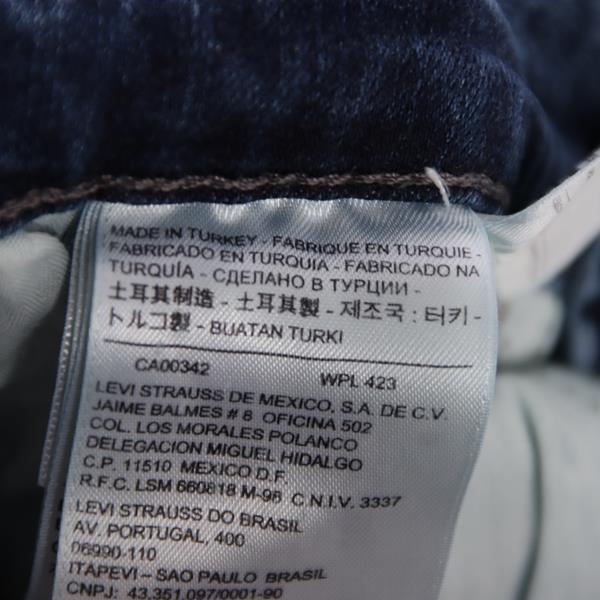 MADE IN TURKEY - FABRIQUE EN TURQUIE -
FABRICADO EN TURQUIA - FABRICADO NA
TURQUÍA - СДЕЛАНО В ТУРЦИИ -
土耳其制造 - 土耳其製 - 제조국 : 터키 -
トルコ製 - BUATAN TURKI
CA00342 WPL 423
LEVI STRAUSS DE MEXICO, S.A. DE C.V.
JAIME BALMES # 8 OFICINA 502
COL. LOS MORALES POLANCO
DELEGACION MIGUEL HIDALGO
C.P. 11510 MEXICO D.F.
R.F.C. LSM 660818 M-98 C.N.I.V. 3337
LEVI STRAUSS DO BRASIL
AV. PORTUGAL, 400
06990-110
ITAPEVI – SAO PAULO BRASIL
CNPJ: 43.351.097/0001-90